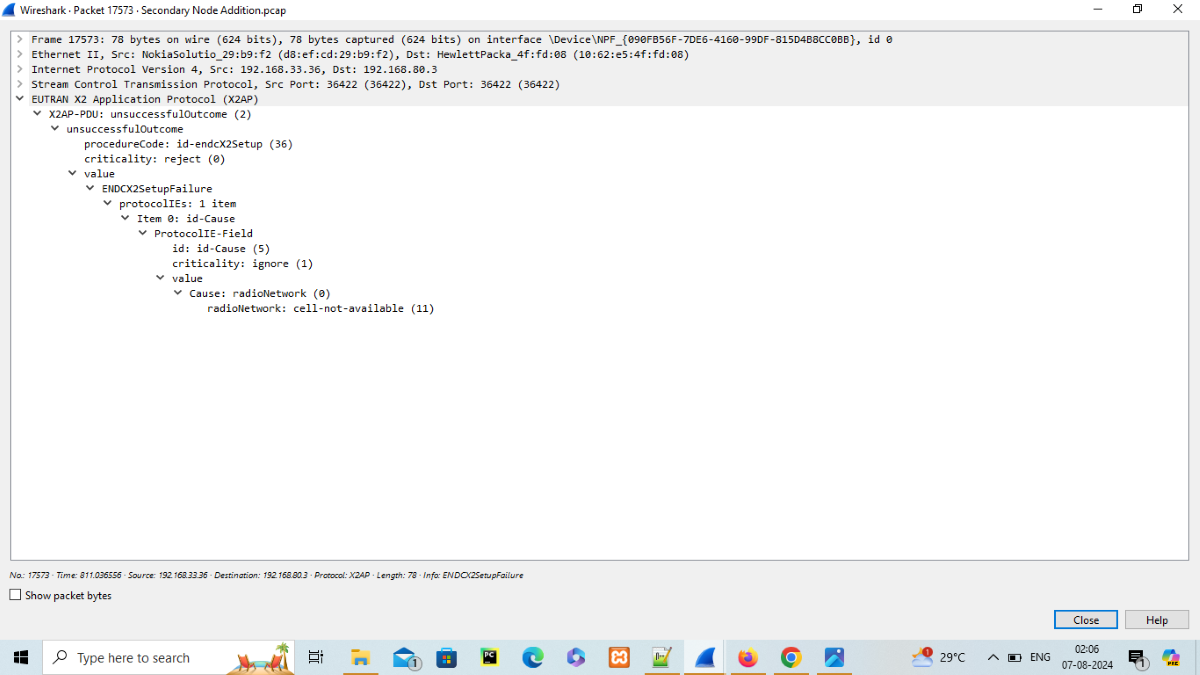 Wireshark · Packet 17573 · Secondary Node Addition.pcap
Frame 17573: 78 bytes on wire (624 bits), 78 bytes captured (624 bits) on interface \Device\NPF_{090FB56F-7DE6-4160-99DF-815D4B8CC0BB}, id 0
Ethernet II, Src: NokiaSolutio_29:b9:f2 (d8:ef:cd:29:b9:f2), Dst: HewlettPacka_4f:fd:08 (10:62:e5:4f:fd:08)
Internet Protocol Version 4, Src: 192.168.33.36, Dst: 192.168.80.3
Stream Control Transmission Protocol, Src Port: 36422 (36422), Dst Port: 36422 (36422)
EUTRAN X2 Application Protocol (X2AP)
X2AP-PDU: unsuccessfulOutcome (2)
unsuccessfulOutcome
procedureCode: id-endcX2Setup (36)
criticality: reject (0)
value
ENDCX2SetupFailure
protocolIEs: 1 item
Item 0: id-Cause
ProtocolIE-Field
id: id-Cause (5)
criticality: ignore (1)
value
Cause: radioNetwork (0)
radioNetwork: cell-not-available (11)
No.: 17573 · Time: 811.036556 · Source: 192.168.33.36 · Destination: 192.168.80.3 · Protocol: X2AP · Length: 78 · Info: ENDCX2SetupFailure
Show packet bytes
Close Help
Type here to search 1 PC 29°C ENG 02:06
07-08-2024 1 PRE